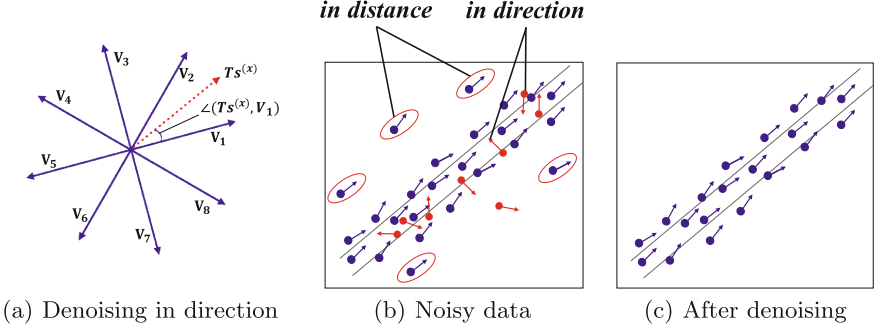 in distance
in direction
V3
V2
Ts(x)
V4
∠(Ts(x), V1)
V1
V5
V6
V7
V8
(a) Denoising in direction
(b) Noisy data
(c) After denoising